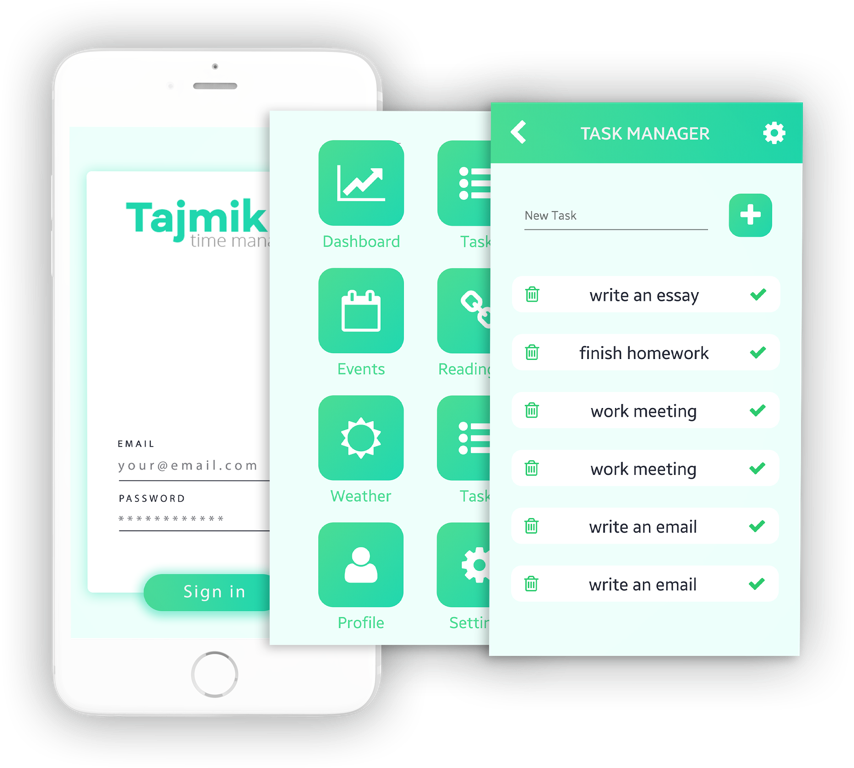 Tajmik
time mana
EMAIL
your@email.com
PASSWORD
************
Sign in
Dashboard
Task
Events
Reading
Weather
Task
Profile
Settin
TASK MANAGER
New Task
write an essay
finish homework
work meeting
work meeting
write an email
write an email